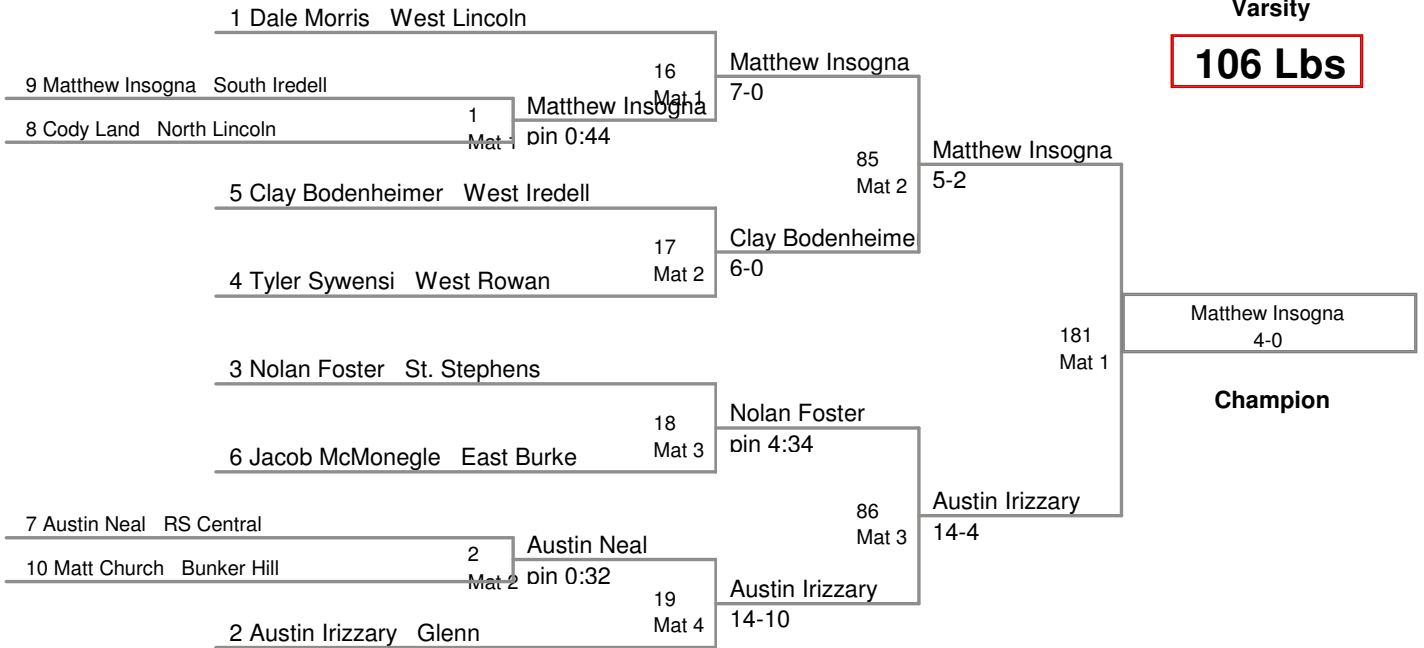 Varsity
106 Lbs
1 Dale Morris West Lincoln
9 Matthew Insogna South Iredell
8 Cody Land North Lincoln
1
Mat 1
Matthew Insogna
pin 0:44
16
Mat 1
Matthew Insogna
7-0
5 Clay Bodenheimer West Iredell
4 Tyler Sywensi West Rowan
17
Mat 2
Clay Bodenheime
6-0
85
Mat 2
Matthew Insogna
5-2
3 Nolan Foster St. Stephens
6 Jacob McMonegle East Burke
18
Mat 3
Nolan Foster
pin 4:34
7 Austin Neal RS Central
10 Matt Church Bunker Hill
2
Mat 2
Austin Neal
pin 0:32
2 Austin Irizzary Glenn
19
Mat 4
Austin Irizzary
14-10
86
Mat 3
Austin Irizzary
14-4
181
Mat 1
Matthew Insogna
4-0
Champion